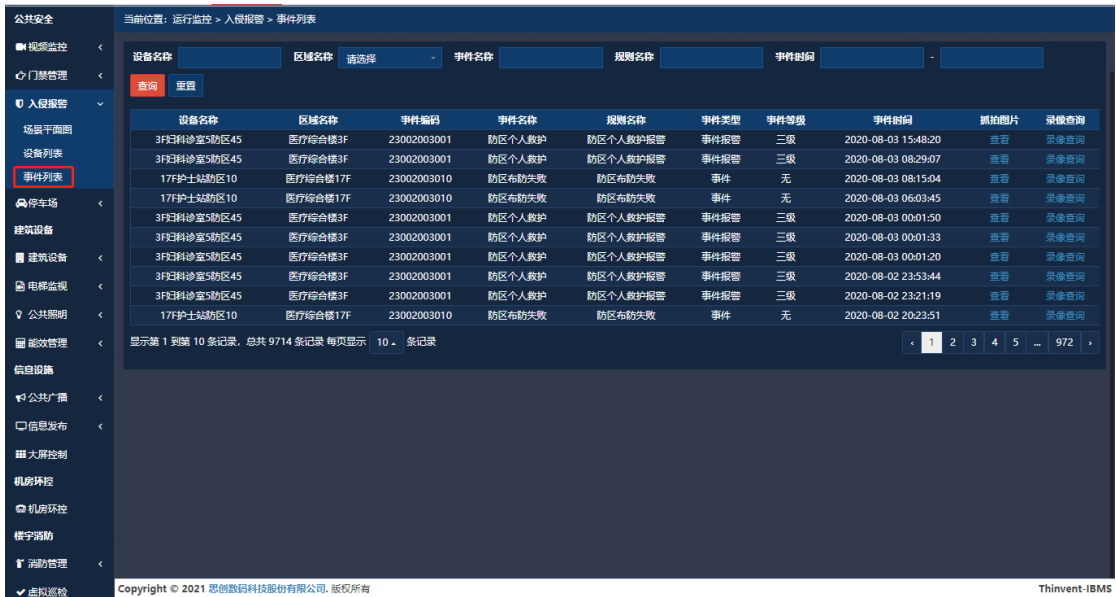 公共安全
当前位置：运行监控 > 入侵报警 > 事件列表
视频监控
门禁管理
入侵报警
场景平面图
设备列表
事件列表
停车场
建筑设备
建筑设备
电梯监视
公共照明
能效管理
信息设施
公共广播
信息发布
大屏控制
机房环控
机房环控
楼宇消防
消防管理
虚拟巡检
设备名称 区域名称 请选择 事件名称 规则名称 事件时间 -
查询 重置
设备名称 区域名称 事件编码 事件名称 规则名称 事件类型 事件等级 事件时间 抓拍图片 录像查询
3F妇科诊室5防区45 医疗综合楼3F 23002003001 防区个人救护 防区个人救护报警 事件报警 三级 2020-08-03 15:48:20 查看 录像查询
3F妇科诊室5防区45 医疗综合楼3F 23002003001 防区个人救护 防区个人救护报警 事件报警 三级 2020-08-03 08:29:07 查看 录像查询
17F护士站防区10 医疗综合楼17F 23002003010 防区布防失败 防区布防失败 事件 无 2020-08-03 08:15:04 查看 录像查询
17F护士站防区10 医疗综合楼17F 23002003010 防区布防失败 防区布防失败 事件 无 2020-08-03 06:03:45 查看 录像查询
3F妇科诊室5防区45 医疗综合楼3F 23002003001 防区个人救护 防区个人救护报警 事件报警 三级 2020-08-03 00:01:50 查看 录像查询
3F妇科诊室5防区45 医疗综合楼3F 23002003001 防区个人救护 防区个人救护报警 事件报警 三级 2020-08-03 00:01:33 查看 录像查询
3F妇科诊室5防区45 医疗综合楼3F 23002003001 防区个人救护 防区个人救护报警 事件报警 三级 2020-08-03 00:01:20 查看 录像查询
3F妇科诊室5防区45 医疗综合楼3F 23002003001 防区个人救护 防区个人救护报警 事件报警 三级 2020-08-02 23:53:44 查看 录像查询
3F妇科诊室5防区45 医疗综合楼3F 23002003001 防区个人救护 防区个人救护报警 事件报警 三级 2020-08-02 23:21:19 查看 录像查询
17F护士站防区10 医疗综合楼17F 23002003010 防区布防失败 防区布防失败 事件 无 2020-08-02 20:23:51 查看 录像查询
显示第 1 到第 10 条记录，总共 9714 条记录 每页显示 10 条记录 ‹ 1 2 3 4 5 ... 972 ›
Copyright © 2021 思创数码科技股份有限公司. 版权所有 Thinvent-IBMS